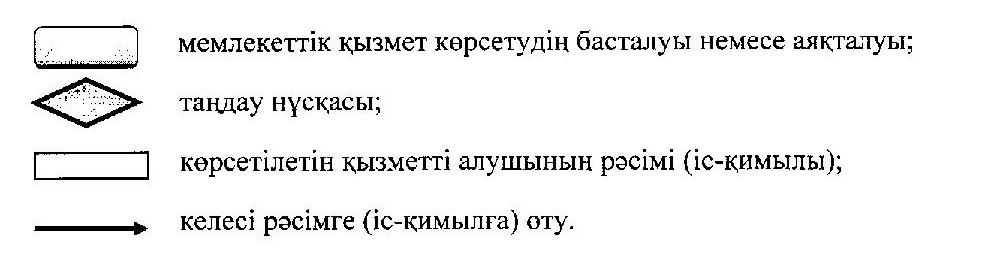 мемлекеттік қызмет көрсетудің басталуы немесе аяқталуы;
таңдау нұсқасы;
көрсетілетін қызметті алушының рәсімі (іс-қимылы);
келесі рәсімге (іс-қимылға) өту.